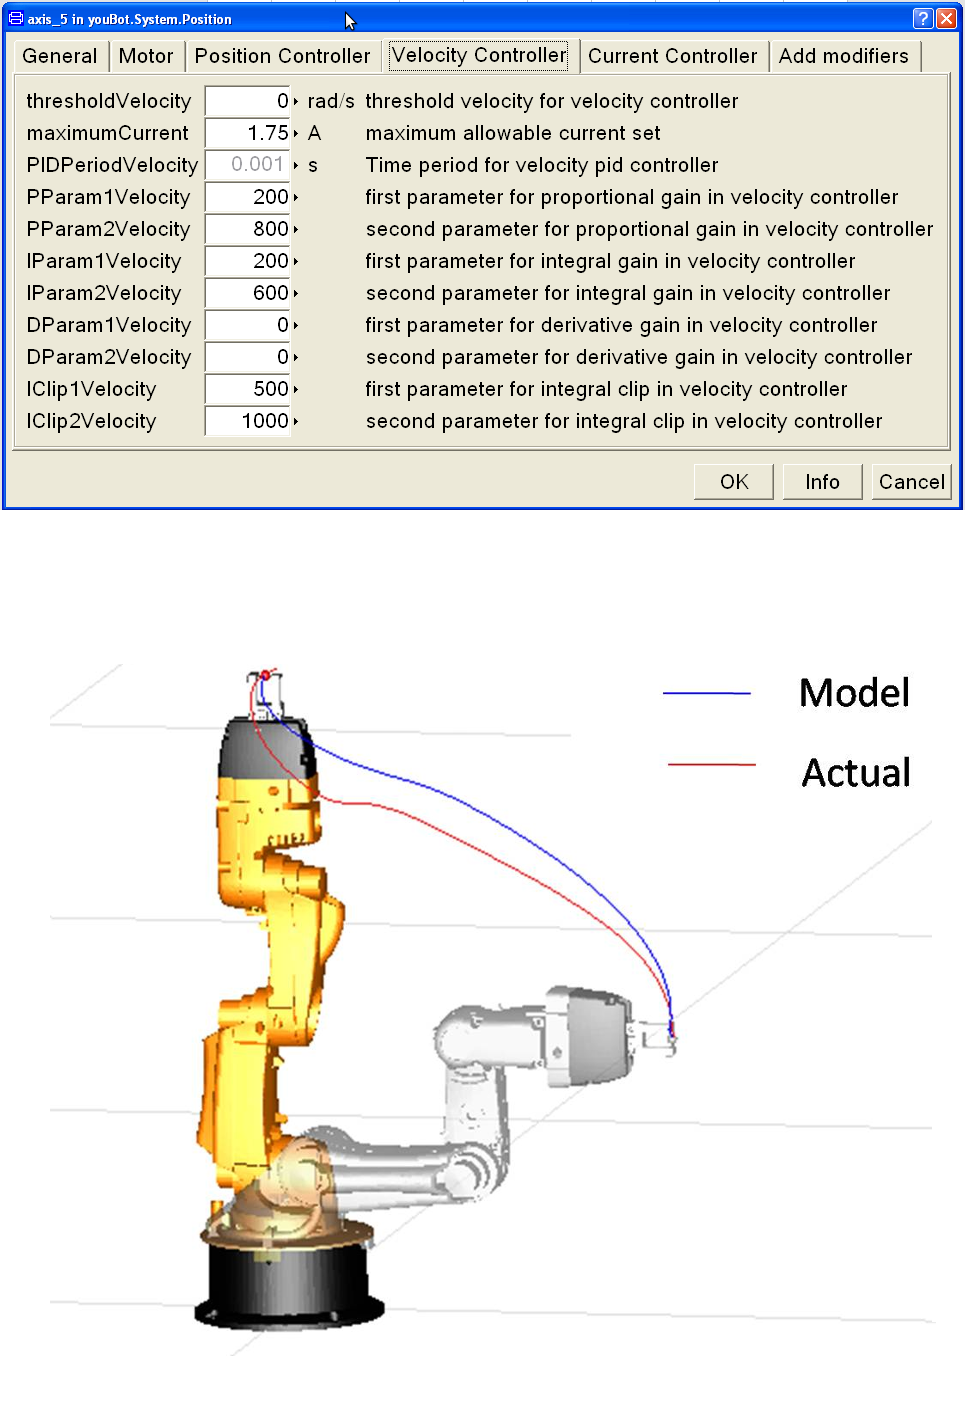 axis_5 in youBot.System.Position
General Motor Position Controller Velocity Controller Current Controller Add modifiers
thresholdVelocity 0 rad/s threshold velocity for velocity controller
maximumCurrent 1.75 A maximum allowable current set
PIDPeriodVelocity 0.001 s Time period for velocity pid controller
PParam1Velocity 200 first parameter for proportional gain in velocity controller
PParam2Velocity 800 second parameter for proportional gain in velocity controller
IParam1Velocity 200 first parameter for integral gain in velocity controller
IParam2Velocity 600 second parameter for integral gain in velocity controller
DParam1Velocity 0 first parameter for derivative gain in velocity controller
DParam2Velocity 0 second parameter for derivative gain in velocity controller
IClip1Velocity 500 first parameter for integral clip in velocity controller
IClip2Velocity 1000 second parameter for integral clip in velocity controller
OK Info Cancel
Model
Actual